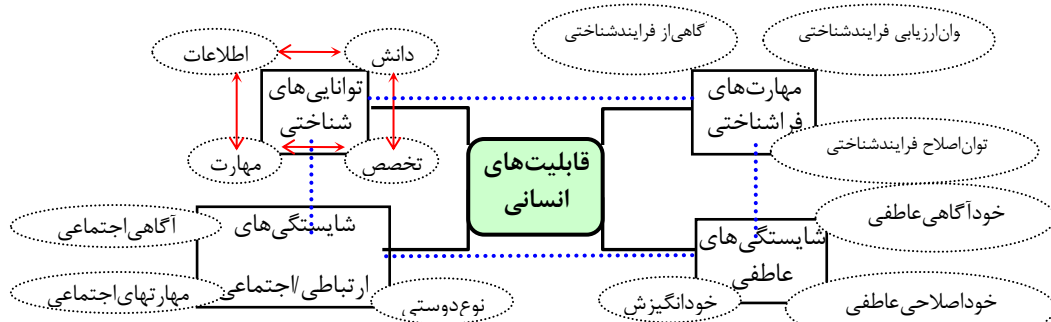 گاهی‌از فرایندشناختی
وان‌ارزیابی فرایندشناختی
دانش
اطلاعات
توانایی‌های
شناختی
مهارت‌های
فراشناختی
تخصص
مهارت
توان‌اصلاح فرایندشناختی
قابلیت‌های
انسانی
خودآگاهی‌عاطفی
شایستگی‌های
عاطفی
شایستگی‌های
ارتباطی/اجتماعی
آگاهی‌اجتماعی
مهارتهای‌اجتماعی
نوع‌دوستی
خودانگیزش
خوداصلاحی‌عاطفی